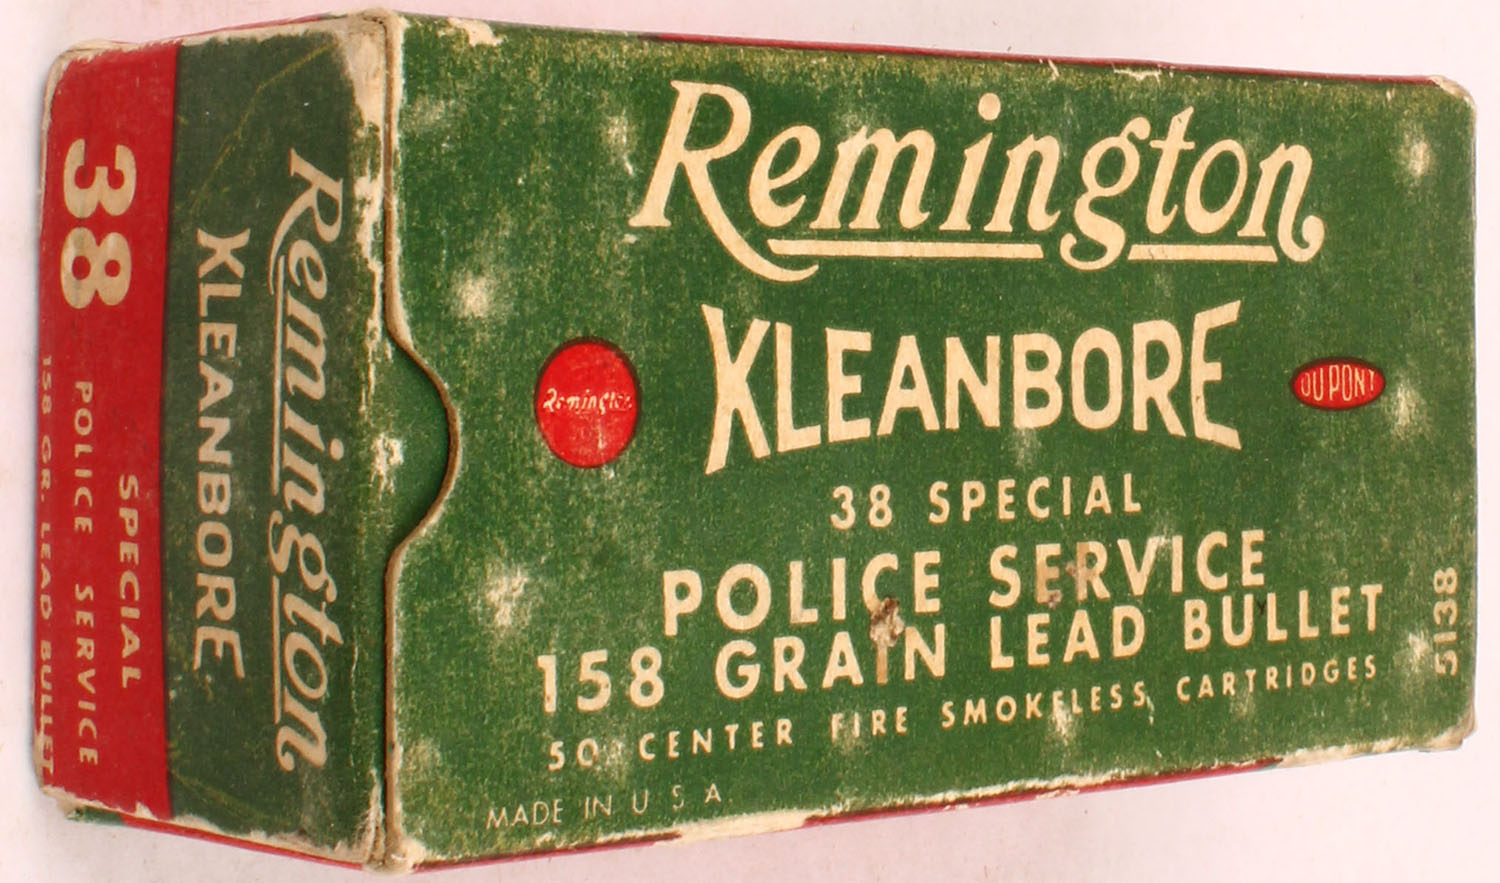 Remington
KLEANBORE
Remington
DU PONT
38 SPECIAL
POLICE SERVICE
158 GRAIN LEAD BULLET
50 CENTER FIRE SMOKELESS CARTRIDGES
MADE IN U S A
5138
Remington
KLEANBORE
38 SPECIAL
POLICE SERVICE
158 GR. LEAD BULLET